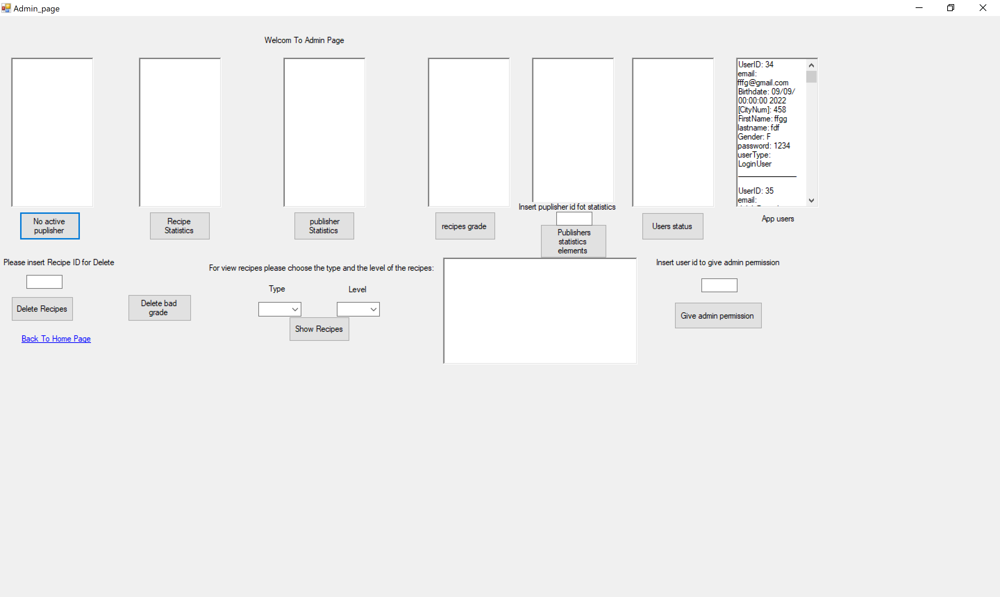 Admin_page
Welcom To Admin Page
UserID: 34
email:
fffg@gmail.com
Birthdate: 09/09/
00:00:00 2022
[CityNum]: 458
FirstName: ffgg
lastname: fdf
Gender: F
password: 1234
userType:
LoginUser
UserID: 35
email:
No active
puplisher
Recipe
Statistics
publisher
Statistics
recipes grade
Insert puplisher id fot statistics
Publishers
statistics
elements
Users status
App users
Please insert Recipe ID for Delete
Delete Recipes
Delete bad
grade
For view recipes please choose the type and the level of the recipes:
Type
Level
Show Recipes
Insert user id to give admin permission
Give admin permission
Back To Home Page